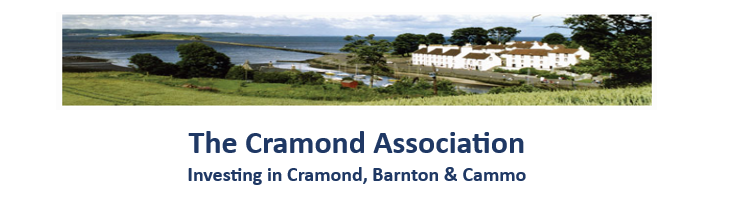 The Cramond Association
Investing in Cramond, Barnton & Cammo